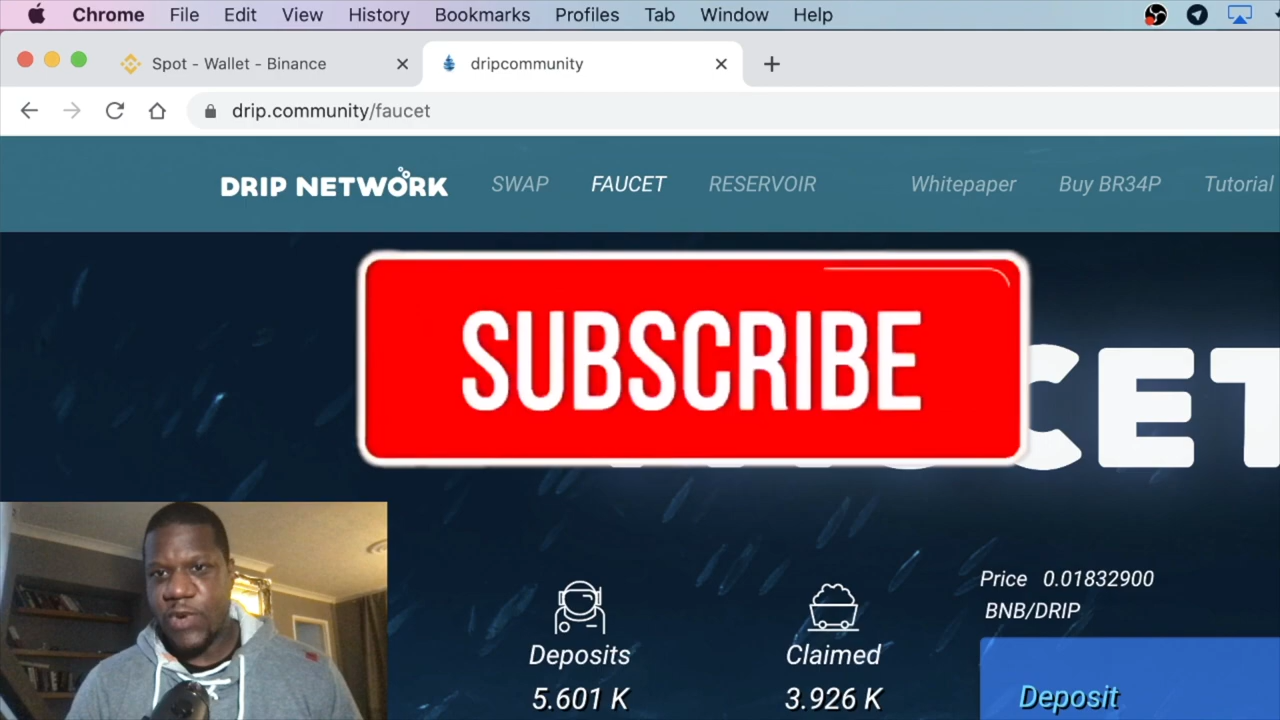 Chrome File Edit View History Bookmarks Profiles Tab Window Help
Spot - Wallet - Binance dripcommunity
drip.community/faucet
DRIP NETWORK SWAP FAUCET RESERVOIR Whitepaper Buy BR34P Tutorial
SUBSCRIBE
CET
Price 0.01832900
BNB/DRIP
Deposits Claimed
5.601 K 3.926 K
Deposit